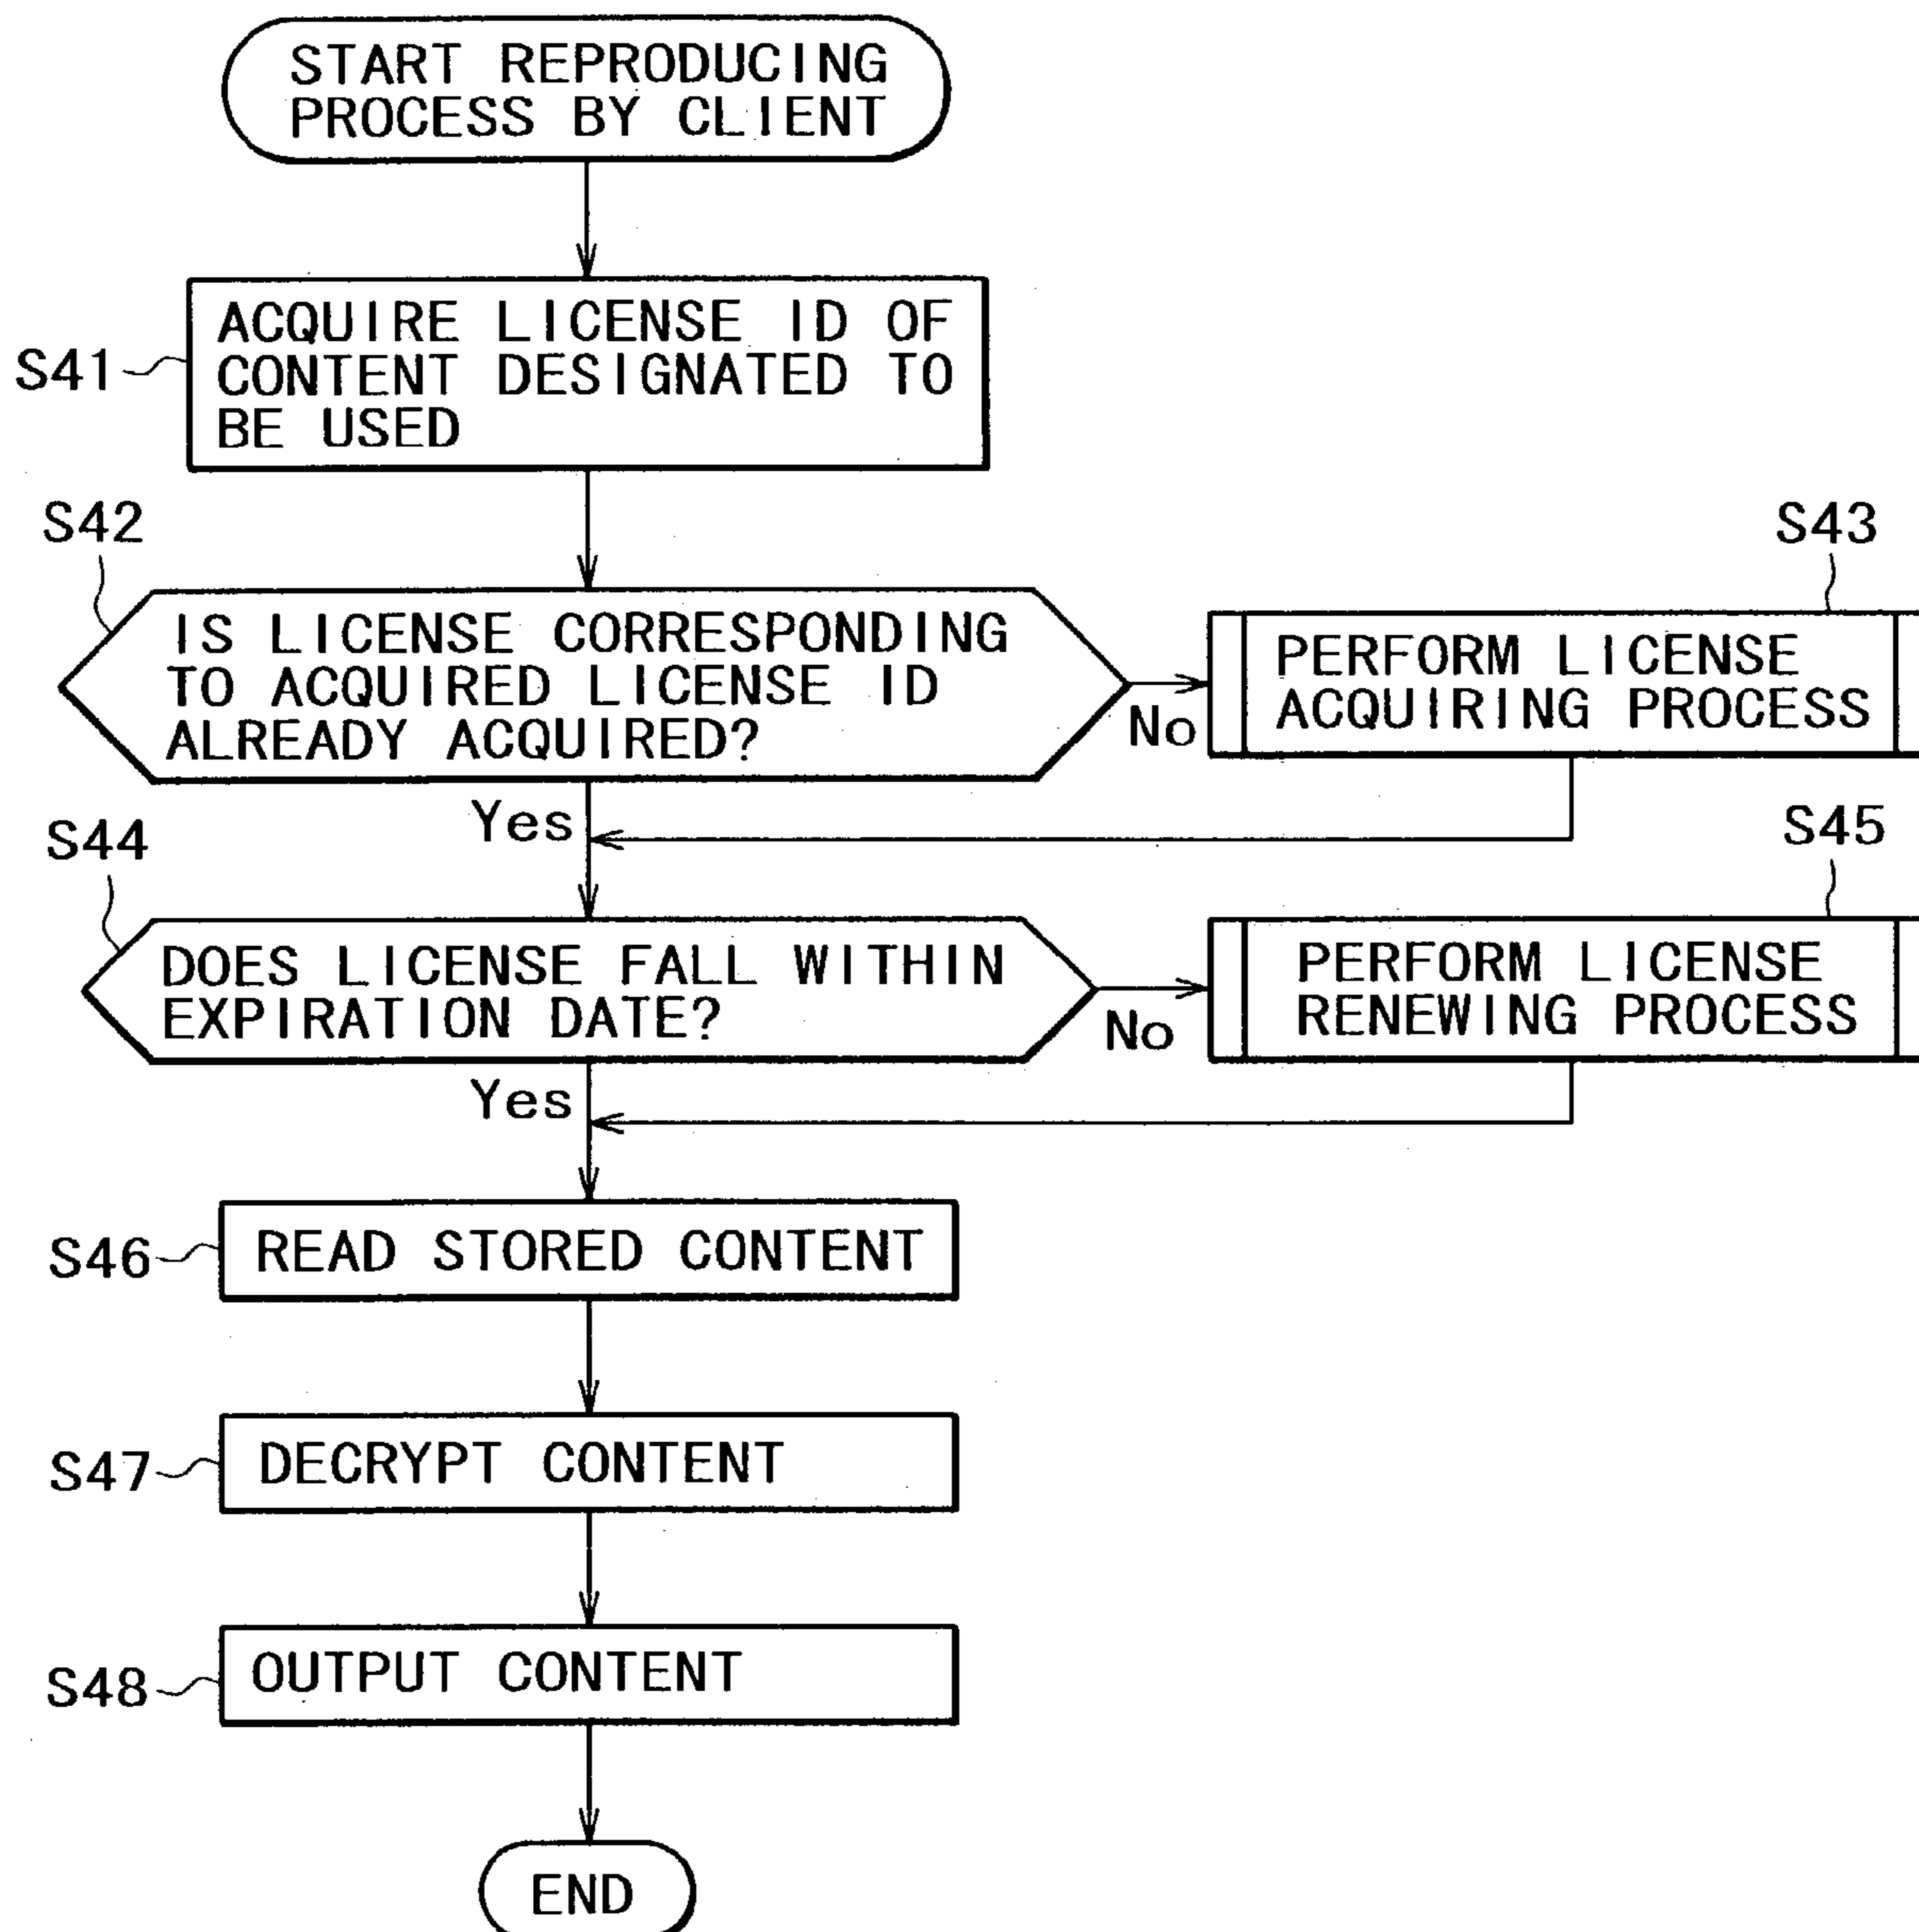 START REPRODUCING
PROCESS BY CLIENT
S41
ACQUIRE LICENSE ID OF
CONTENT DESIGNATED TO
BE USED
S42
IS LICENSE CORRESPONDING
TO ACQUIRED LICENSE ID
ALREADY ACQUIRED?
No
S43
PERFORM LICENSE
ACQUIRING PROCESS
Yes
S44
DOES LICENSE FALL WITHIN
EXPIRATION DATE?
No
S45
PERFORM LICENSE
RENEWING PROCESS
Yes
S46
READ STORED CONTENT
S47
DECRYPT CONTENT
S48
OUTPUT CONTENT
END